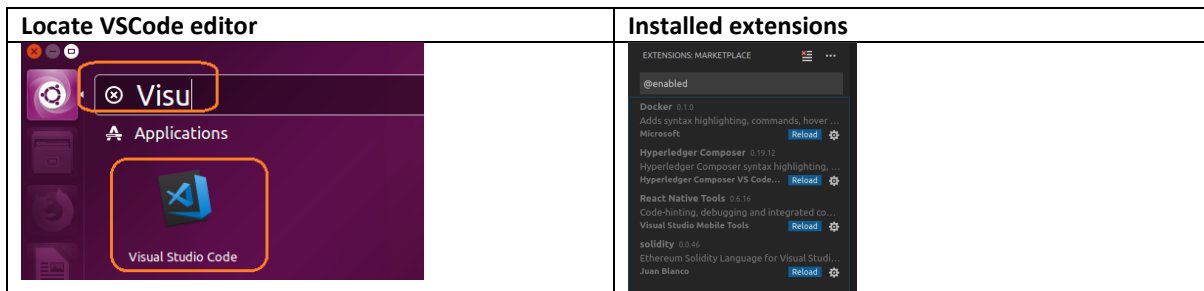 Locate VSCode editor
Installed extensions
Visu
Applications
Visual Studio Code
EXTENSIONS: MARKETPLACE
@enabled
Docker 0.1.0
Adds syntax highlighting, commands, hover ...
Microsoft Reload
Hyperledger Composer 0.19.12
Hyperledger Composer syntax highlighting, ...
Hyperledger Composer VS Code... Reload
React Native Tools 0.6.16
Code-hinting, debugging and integrated co...
Visual Studio Mobile Tools Reload
solidity 0.0.46
Ethereum Solidity Language for Visual Studi...
Juan Blanco Reload